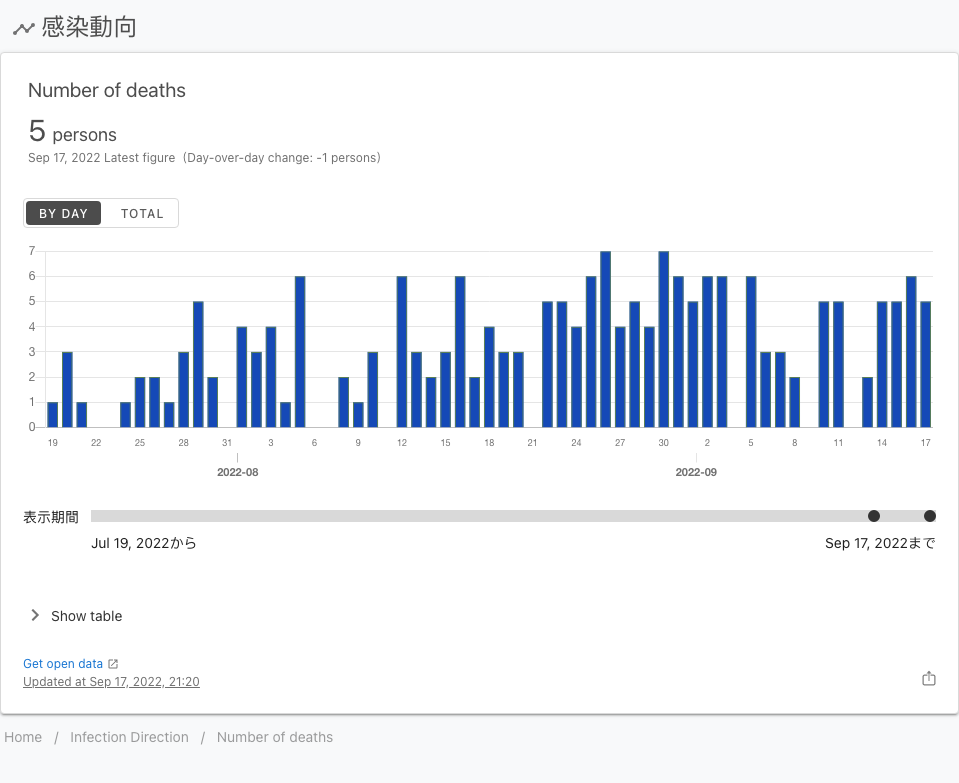 感染動向
Number of deaths
5 persons
Sep 17, 2022 Latest figure (Day-over-day change: -1 persons)
BY DAY TOTAL
7
6
5
4
3
2
1
0
19 22 25 28 31 3 6 9 12 15 18 21 24 27 30 2 5 8 11 14 17
2022-08 2022-09
表示期間
Jul 19, 2022から Sep 17, 2022まで
Show table
Get open data
Updated at Sep 17, 2022, 21:20
Home / Infection Direction / Number of deaths